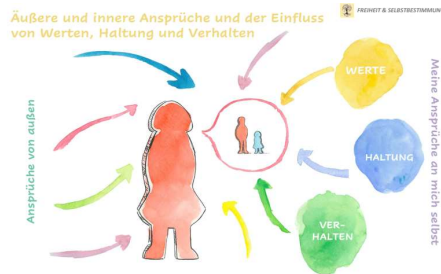 Äußere und innere Ansprüche und der Einfluss
von Werten, Haltung und Verhalten
FREIHEIT & SELBSTBESTIMMUN
Ansprüche von außen
WERTE
HALTUNG
VER-
HALTEN
Meine Ansprüche an mich selbst